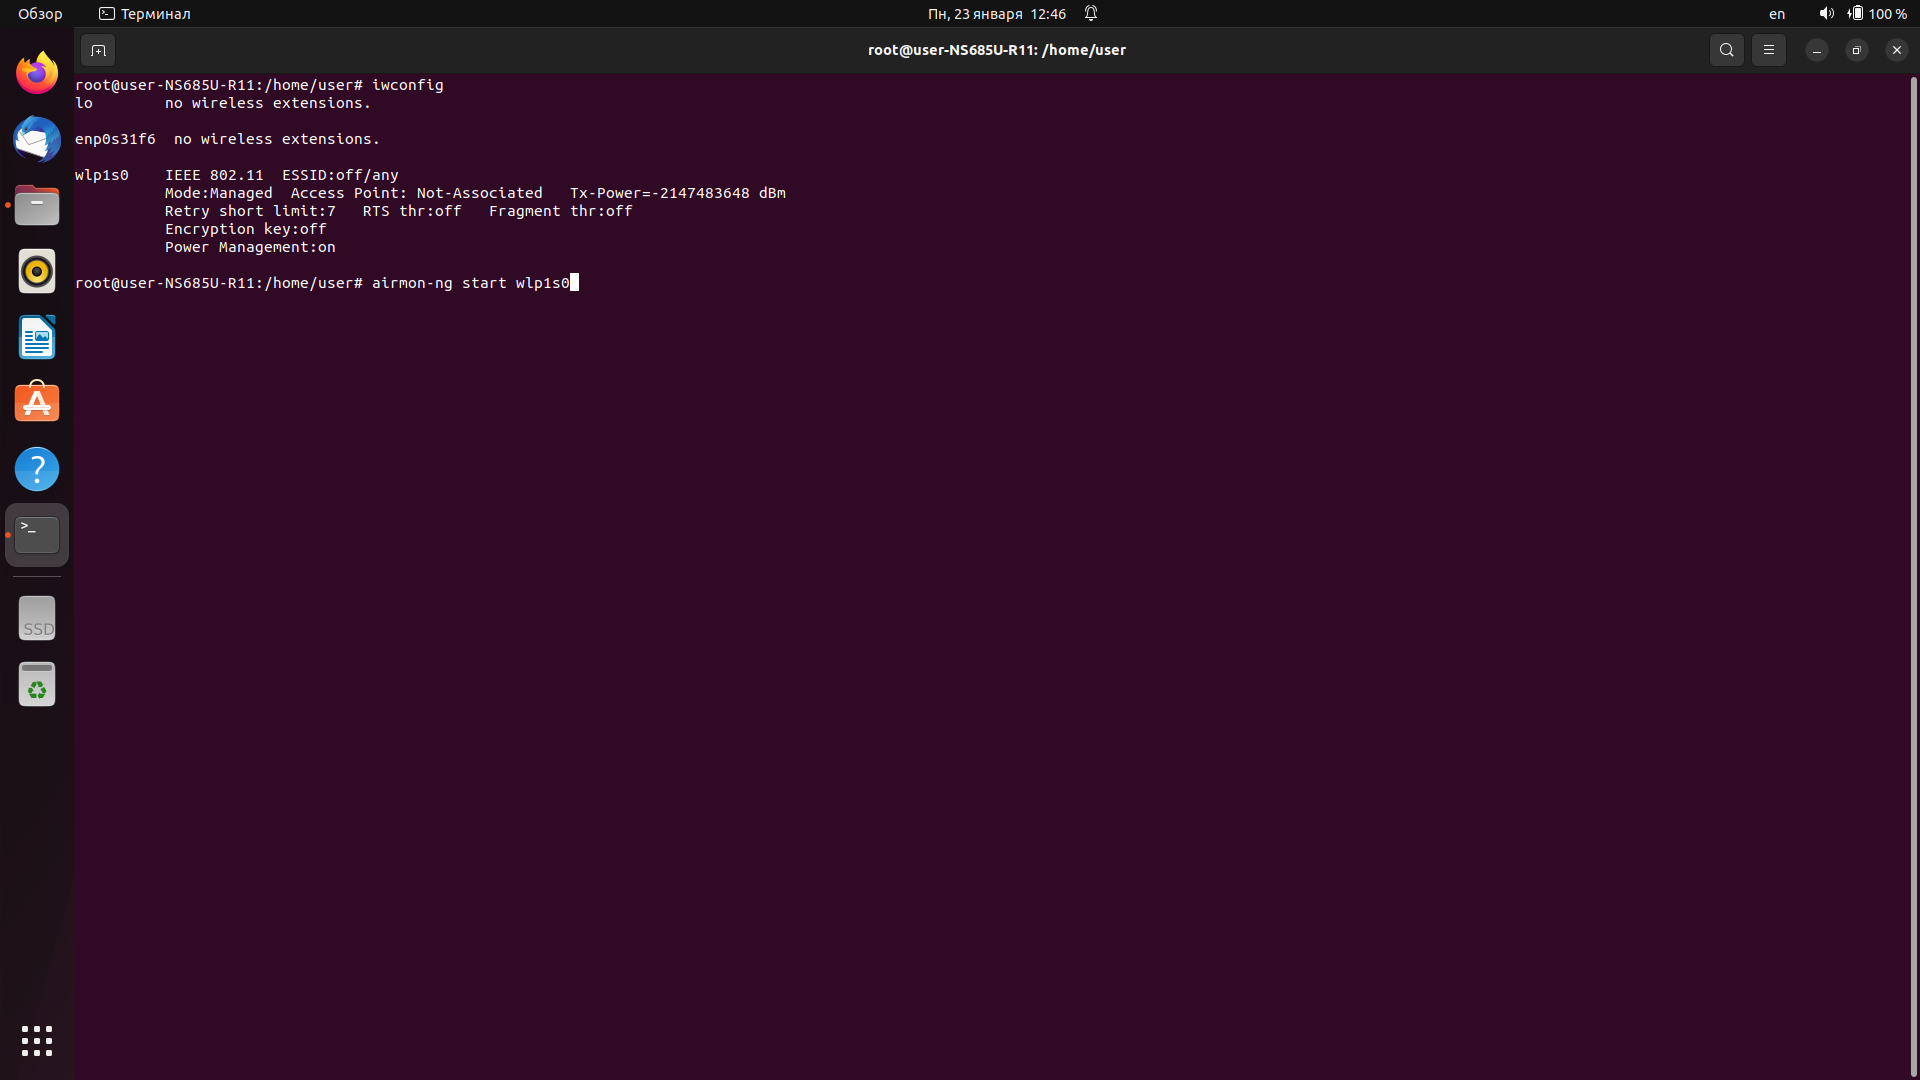 Обзор
Терминал
Пн, 23 января 12:46
en
100 %
root@user-NS685U-R11: /home/user
root@user-NS685U-R11:/home/user# iwconfig
lo        no wireless extensions.
enp0s31f6  no wireless extensions.
wlp1s0    IEEE 802.11  ESSID:off/any
          Mode:Managed  Access Point: Not-Associated   Tx-Power=-2147483648 dBm
          Retry short limit:7   RTS thr:off   Fragment thr:off
          Encryption key:off
          Power Management:on
root@user-NS685U-R11:/home/user# airmon-ng start wlp1s0
?
>_
SSD